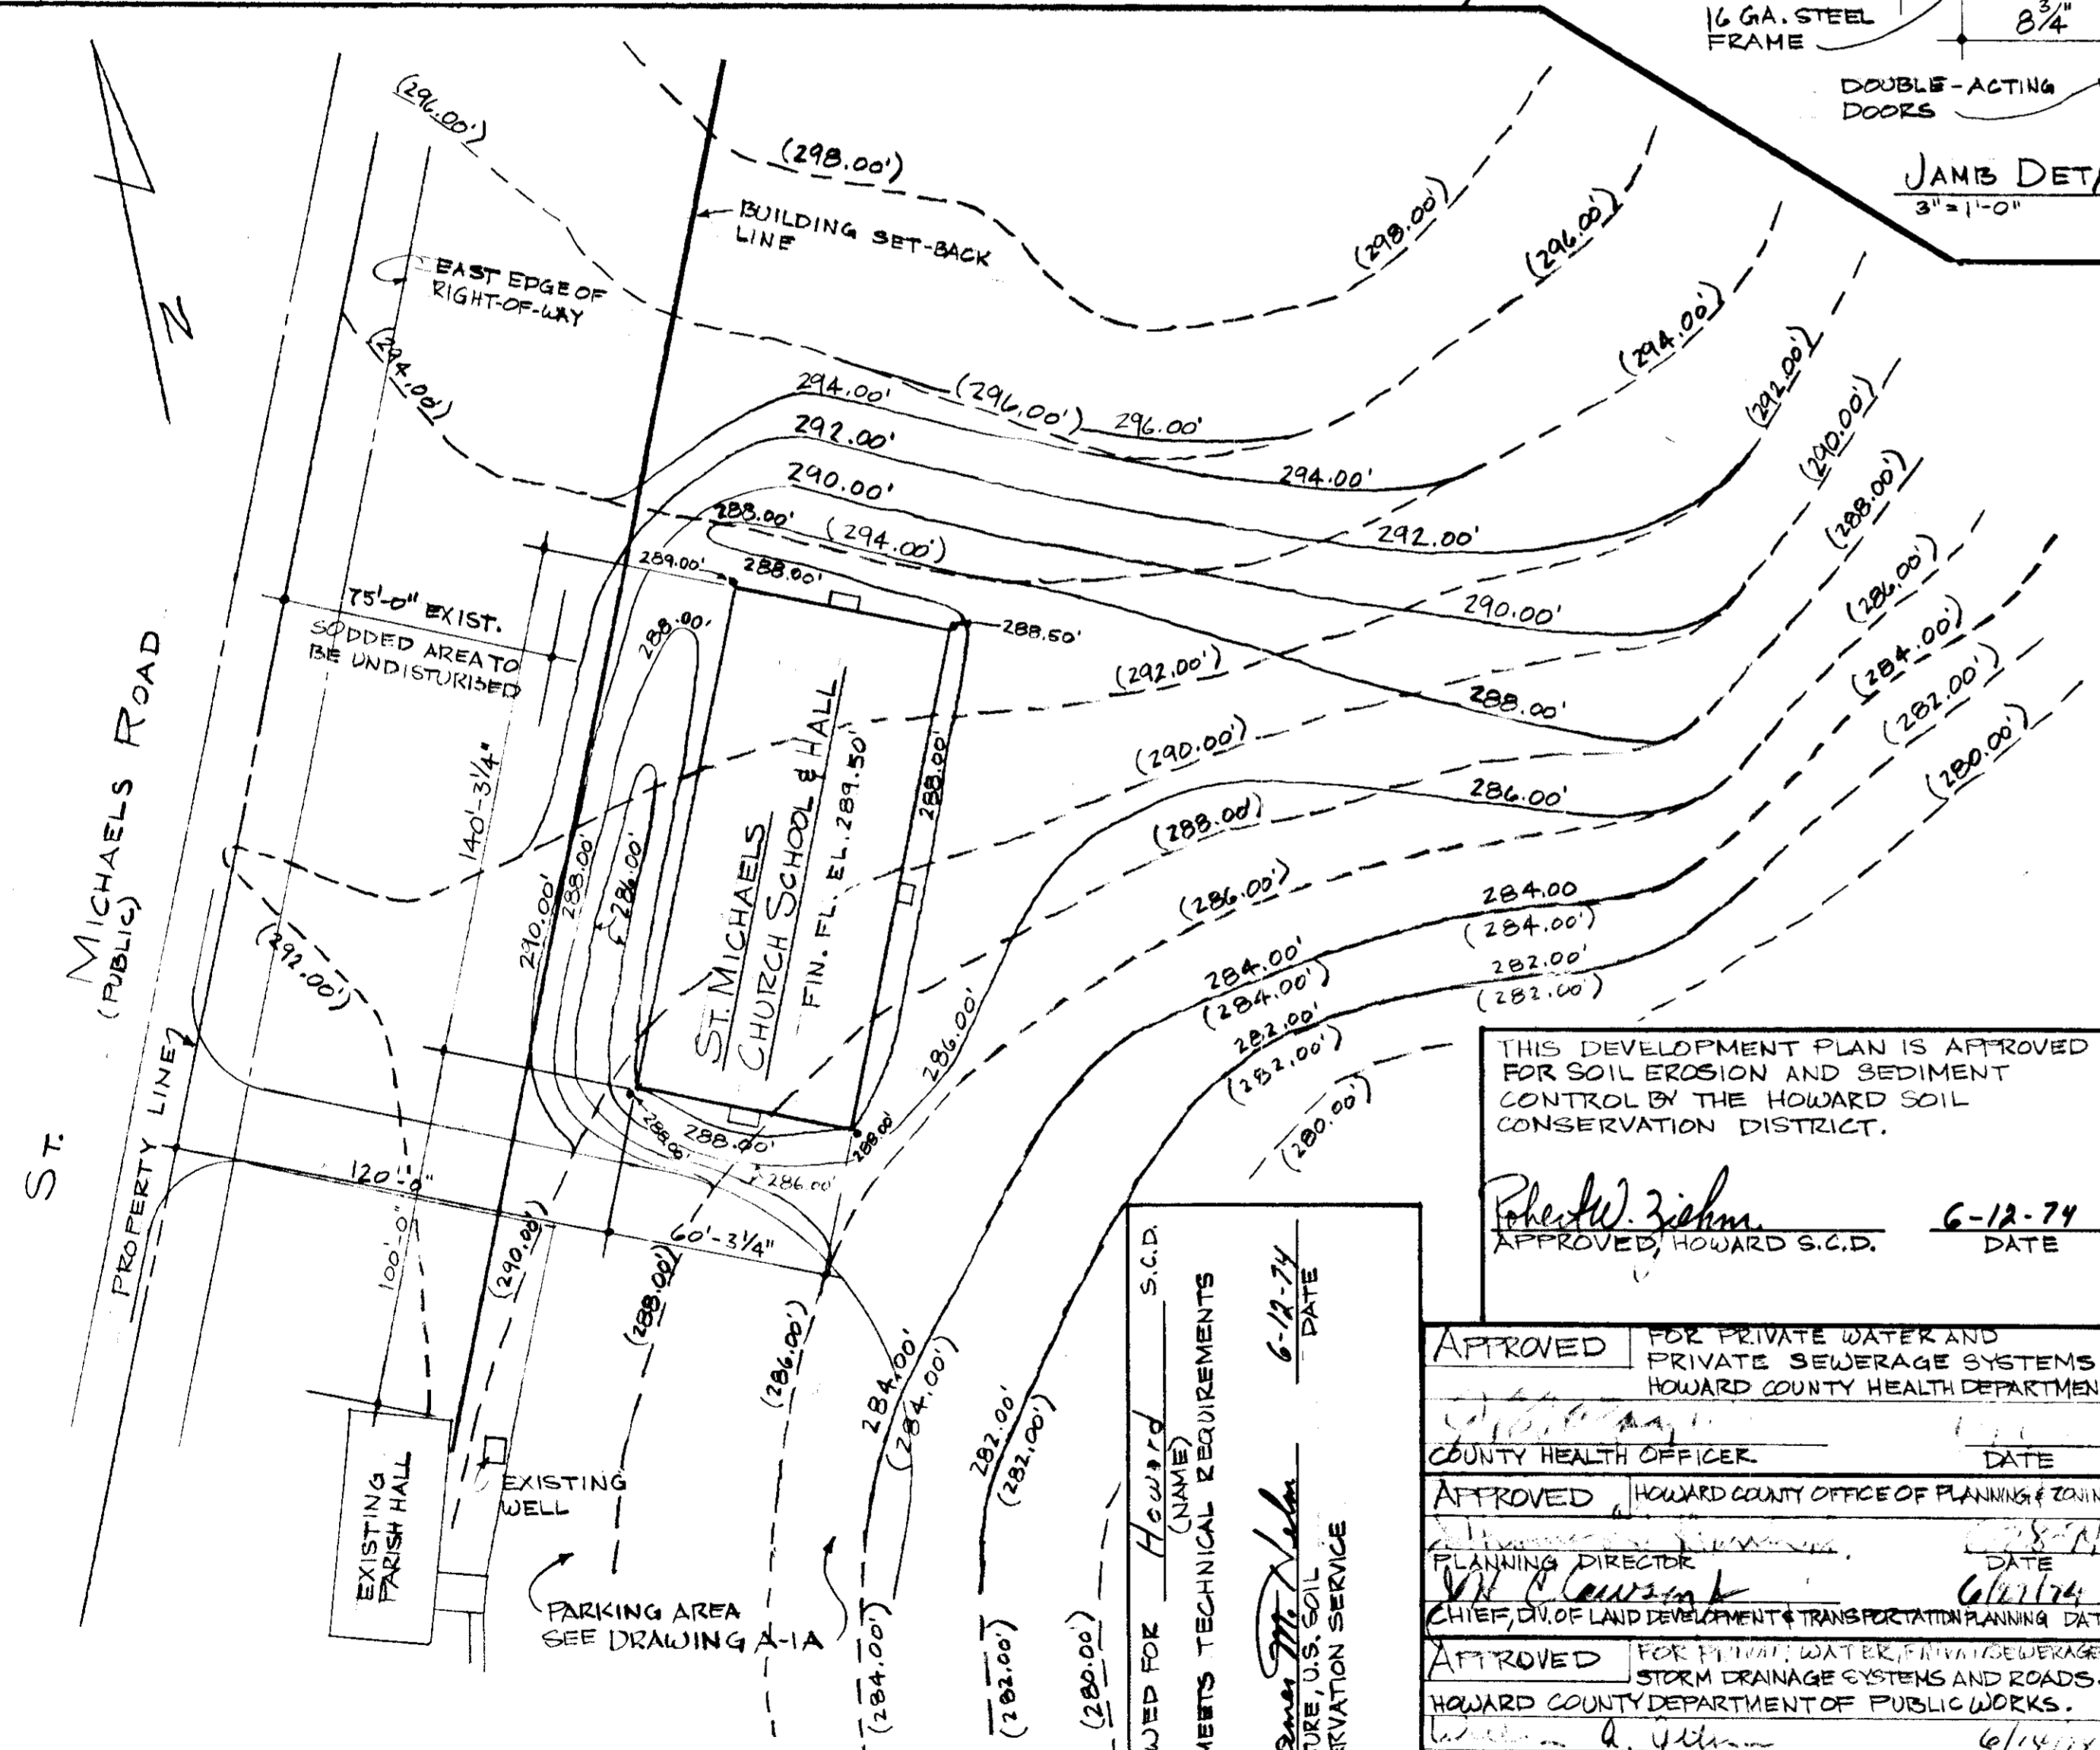 16 GA. STEEL
FRAME
8 3/4"
DOUBLE-ACTING
DOORS
JAMB
3"=1'-0"
N
(296.00')
(298.00')
BUILDING SET-BACK
LINE
(298.00')
(296.00')
(294.00')
(292.00')
(290.00')
(288.00')
(286.00')
(284.00')
(282.00')
(280.00')
EAST EDGE OF
RIGHT-OF-WAY
(294.00')
294.00'
(296.00')
296.00'
292.00'
294.00'
290.00'
288.00'
(294.00')
292.00'
289.00'
288.00'
290.00'
288.50'
75'-0" EXIST.
SODDED AREA TO
BE UNDISTURBED
288.00'
(292.00')
288.00'
(290.00')
286.00'
(288.00')
(286.00')
284.00
(284.00')
282.00'
(282.00')
284.00'
(284.00')
282.00'
(282.00')
(280.00')
140'-3 1/4"
290.00'
288.00'
286.00'
ST. MICHAELS
CHURCH SCHOOL & HALL
FIN. FL. EL. 289.50'
288.00'
286.00'
ST. MICHAELS ROAD
(PUBLIC)
(292.00')
PROPERTY LINE
288.00'
288.00'
286.00'
120'-0"
100'-0"
60'-3 1/4"
(290.00')
(288.00')
(286.00')
284.00'
(284.00')
282.00'
(282.00')
EXISTING
PARISH HALL
EXISTING
WELL
PARKING AREA
SEE DRAWING A-1A
(284.00')
(282.00')
(280.00')
WED FOR Howard S.C.D.
(NAME)
MEETS TECHNICAL REQUIREMENTS
6-12-74
DATE
TURE, U.S. SOIL
ERVATION SERVICE
THIS DEVELOPMENT PLAN IS APPROVED
FOR SOIL EROSION AND SEDIMENT
CONTROL BY THE HOWARD SOIL
CONSERVATION DISTRICT.
Robert W. Ziehm 6-12-74
APPROVED, HOWARD S.C.D. DATE
APPROVED FOR PRIVATE WATER AND
PRIVATE SEWERAGE SYSTEMS
HOWARD COUNTY HEALTH DEPARTMEN
COUNTY HEALTH OFFICER DATE
APPROVED HOWARD COUNTY OFFICE OF PLANNING & ZONIN
PLANNING DIRECTOR DATE
6/27/74
CHIEF, DIV. OF LAND DEVELOPMENT & TRANSPORTATION PLANNING DAT
APPROVED FOR WATER, SEWERAGE
STORM DRAINAGE SYSTEMS AND ROADS.
HOWARD COUNTY DEPARTMENT OF PUBLIC WORKS.